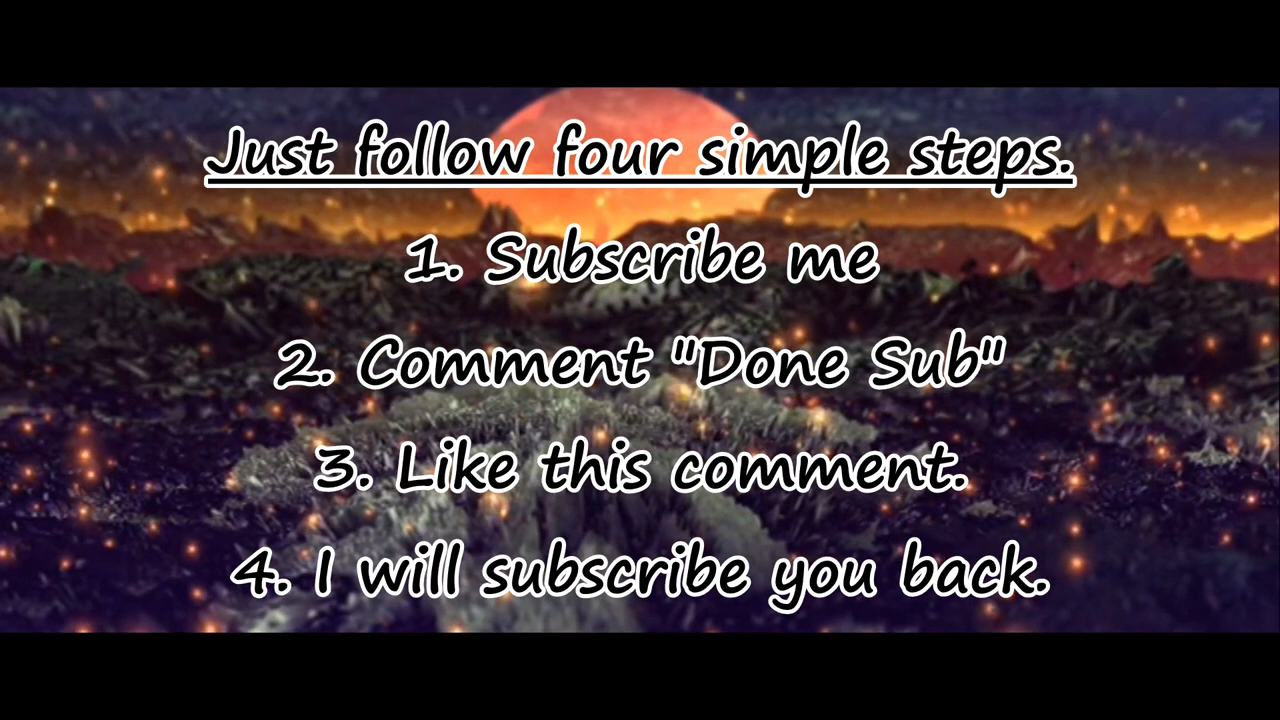 Just follow four simple steps.
1. Subscribe me
2. Comment "Done Sub"
3. Like this comment.
4. I will subscribe you back.